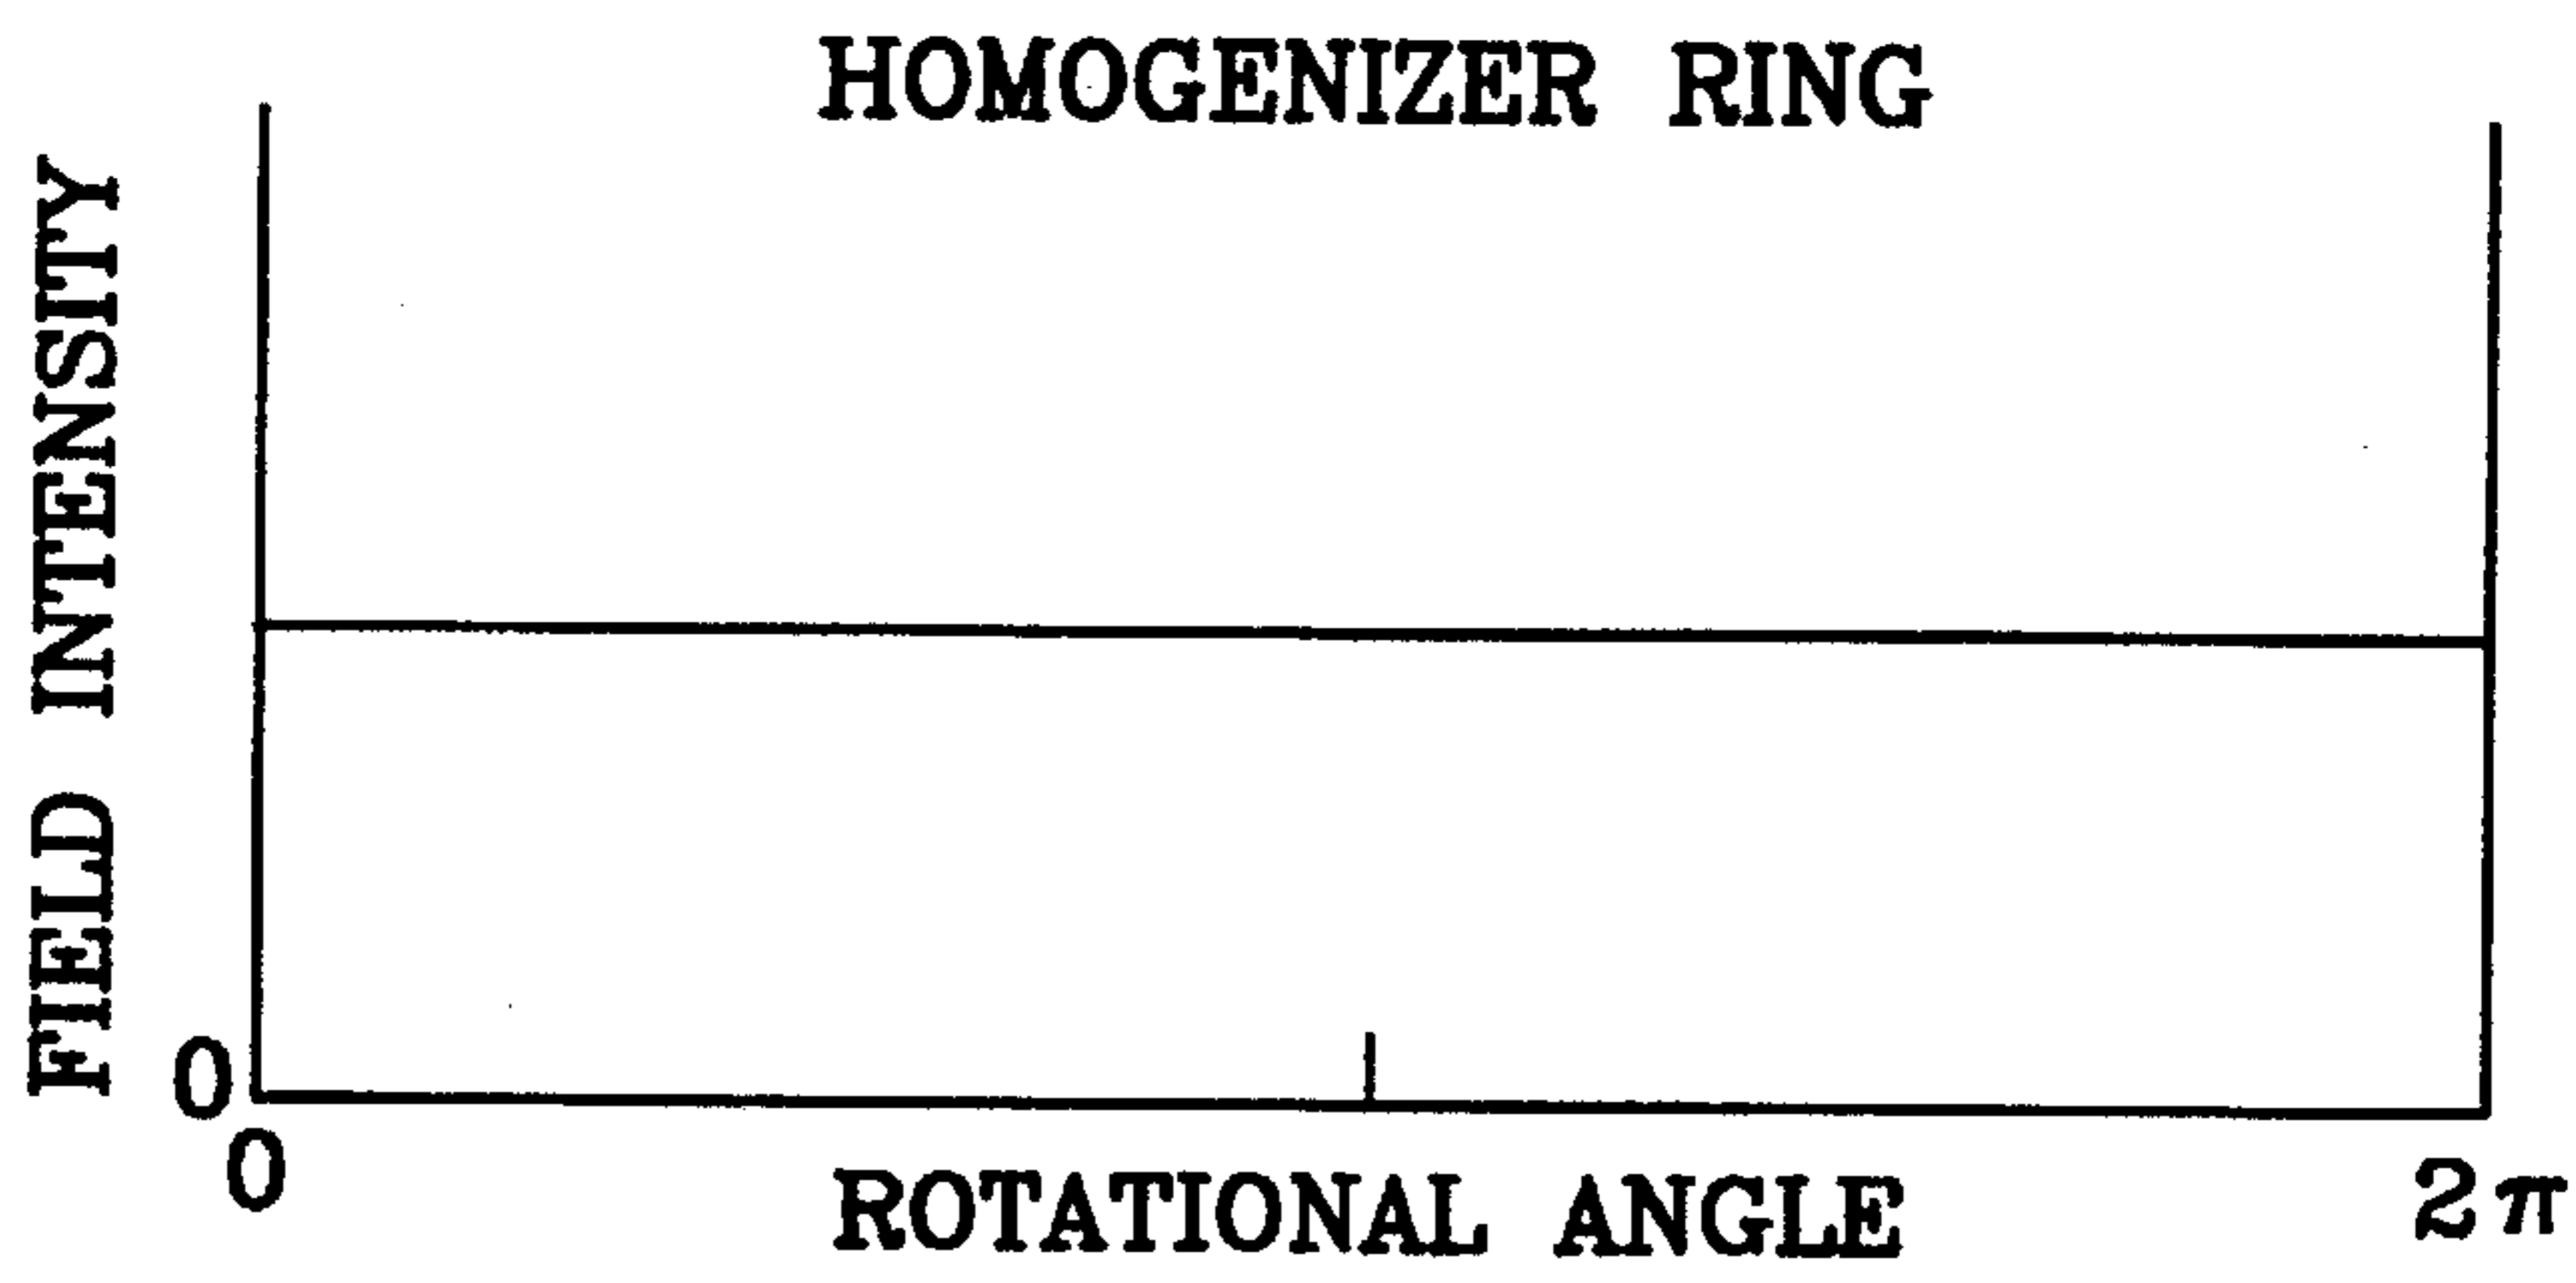 HOMOGENIZER RING
FIELD INTENSITY
0
0
2π
ROTATIONAL ANGLE